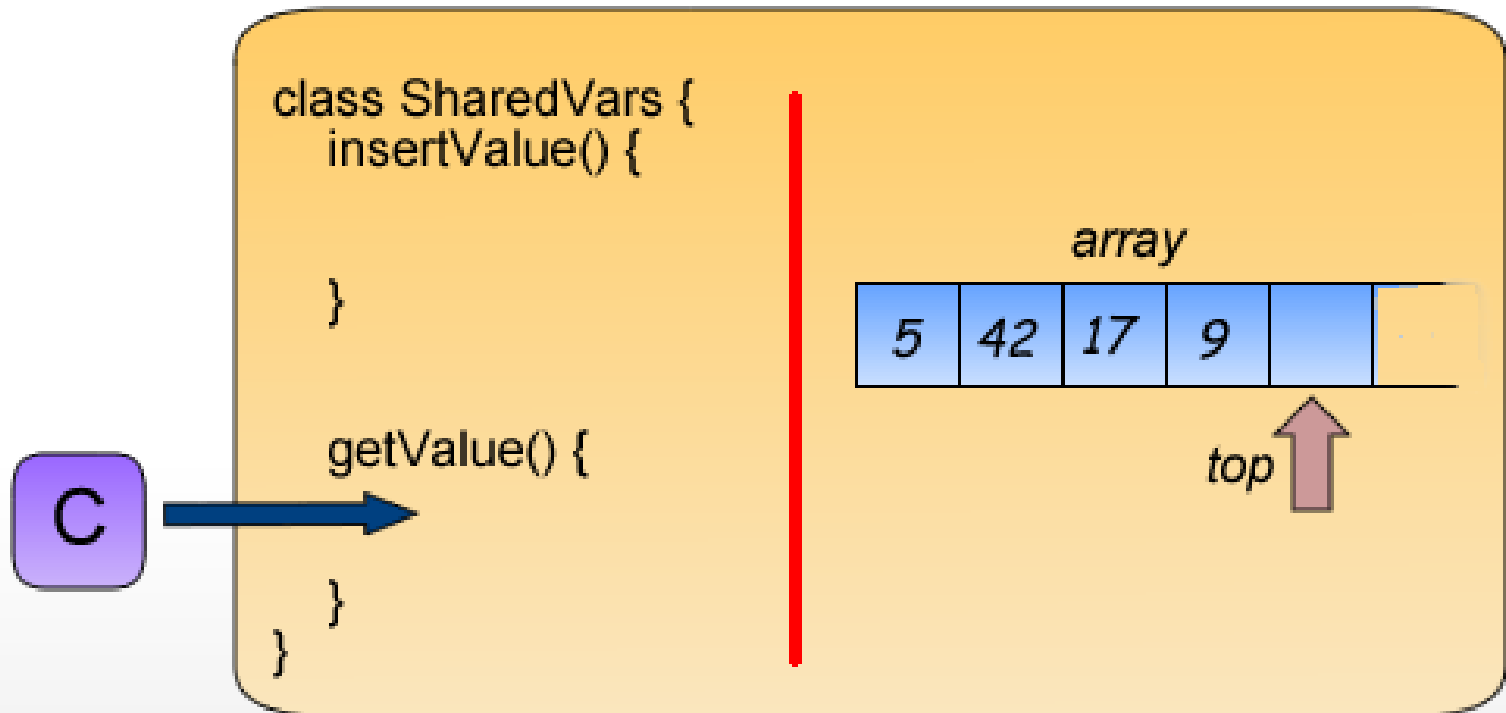 class SharedVars {
insertValue() {
}
getValue() {
}
}
C
array
5 42 17 9
top